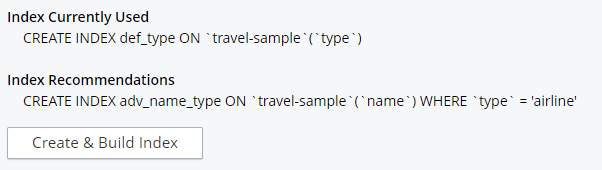 Index Currently Used
CREATE INDEX def_type ON `travel-sample`(`type`)
Index Recommendations
CREATE INDEX adv_name_type ON `travel-sample`(`name`) WHERE `type` = 'airline'
Create & Build Index